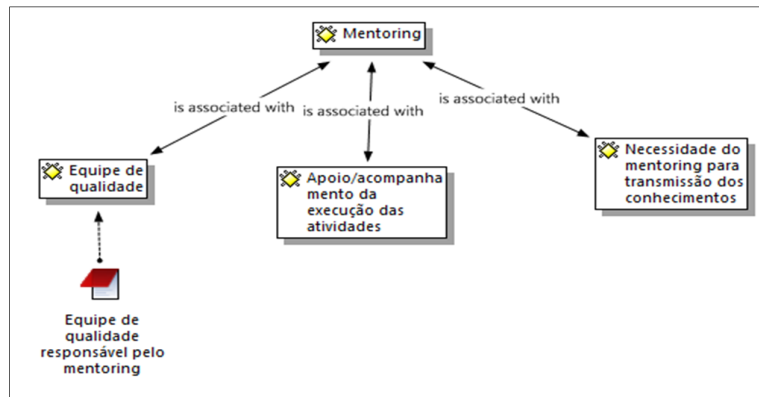 Mentoring
is associated with
is associated with
is associated with
Equipe de
qualidade
Apoio/acompanha
mento da
execução das
atividades
Necessidade do
mentoring para
transmissão dos
conhecimentos
Equipe de
qualidade
responsável pelo
mentoring